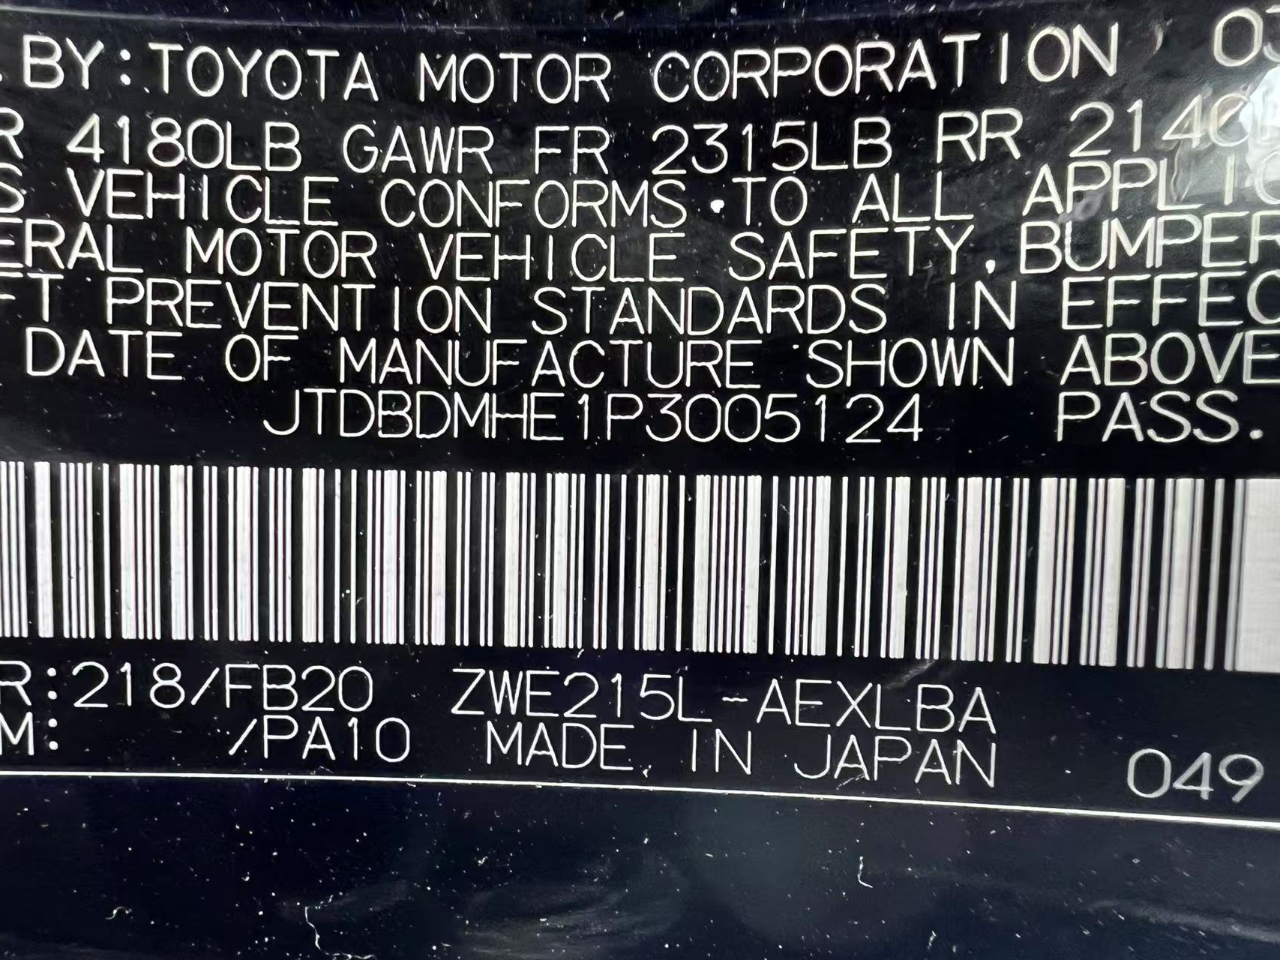 BY:TOYOTA MOTOR CORPORATION 03
R 4180LB GAWR FR 2315LB RR 2140
S VEHICLE CONFORMS TO ALL APPLIC
ERAL MOTOR VEHICLE SAFETY, BUMPER
FT PREVENTION STANDARDS IN EFFEC
DATE OF MANUFACTURE SHOWN ABOVE
JTDBDMHE1P3005124 PASS.
R:218/FB20 ZWE215L-AEXLBA
M: /PA10 MADE IN JAPAN 049